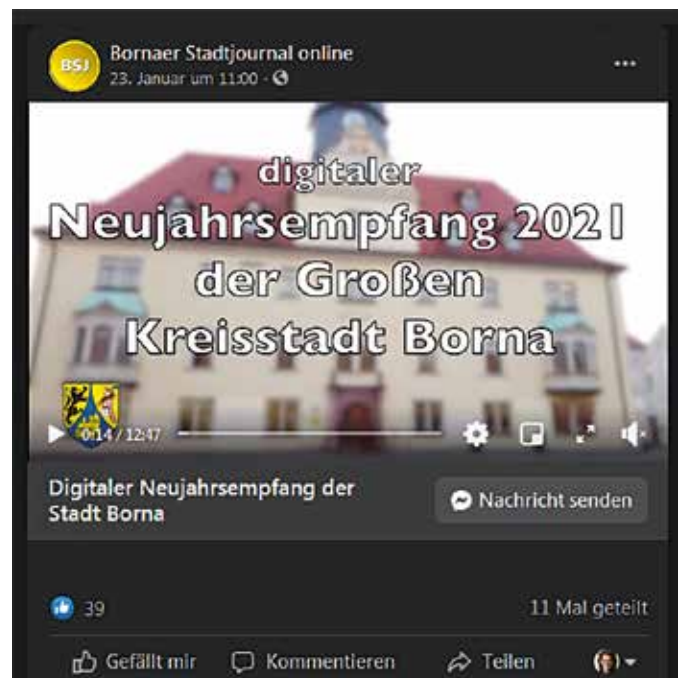 BSJ
Bornaer Stadtjournal online
23. Januar um 11:00 ·
digitaler
Neujahrsempfang 2021
der Großen
Kreisstadt Borna
0:14 / 12:47
Digitaler Neujahrsempfang der
Stadt Borna
Nachricht senden
39
11 Mal geteilt
Gefällt mir
Kommentieren
Teilen